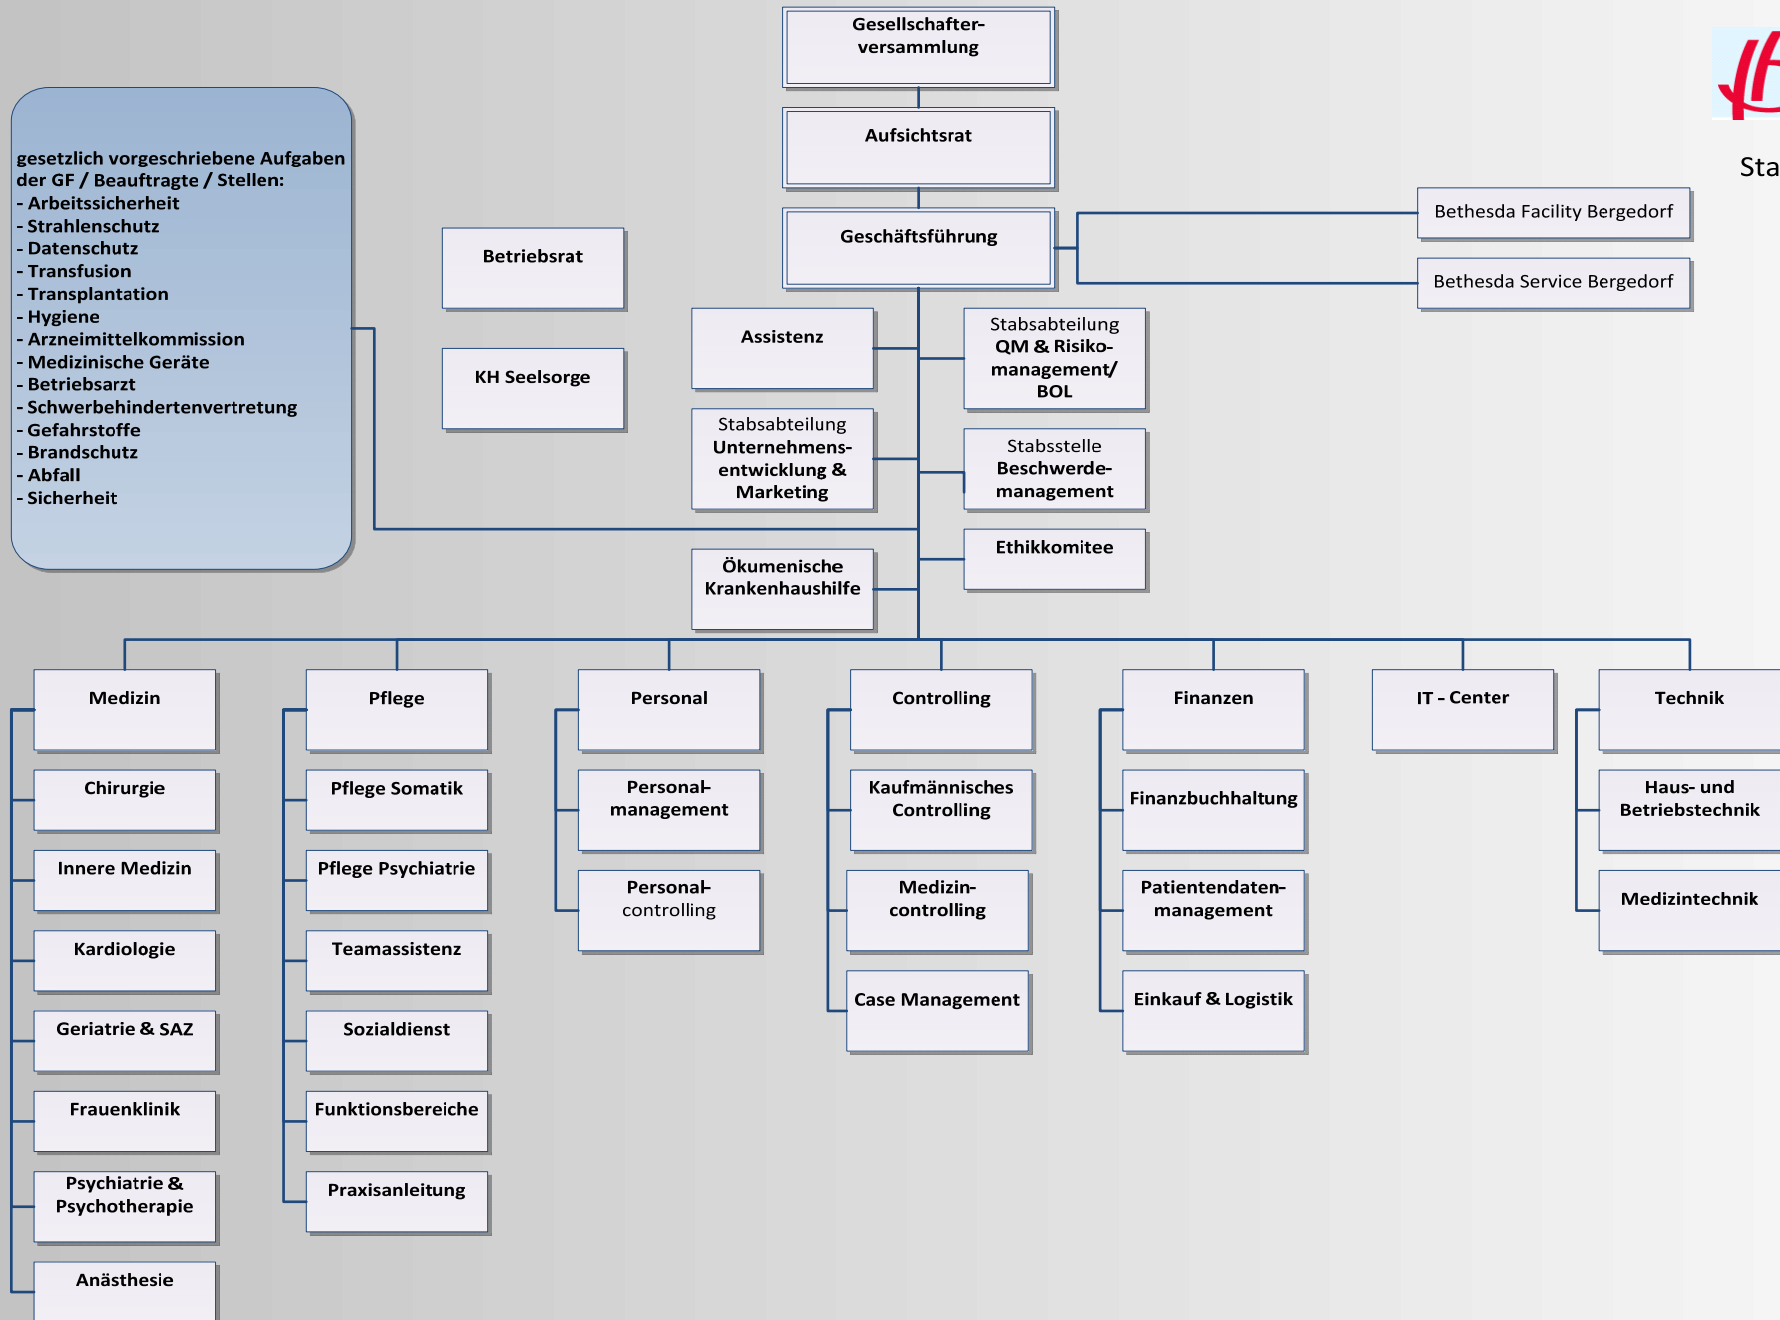 Gesellschafter-
versammlung
Aufsichtsrat
Geschäftsführung
Sta
Bethesda Facility Bergedorf
Bethesda Service Bergedorf
gesetzlich vorgeschriebene Aufgaben
der GF / Beauftragte / Stellen:
- Arbeitssicherheit
- Strahlenschutz
- Datenschutz
- Transfusion
- Transplantation
- Hygiene
- Arzneimittelkommission
- Medizinische Geräte
- Betriebsarzt
- Schwerbehindertenvertretung
- Gefahrstoffe
- Brandschutz
- Abfall
- Sicherheit
Betriebsrat
KH Seelsorge
Assistenz
Stabsabteilung
QM & Risiko-
management/
BOL
Stabsabteilung
Unternehmens-
entwicklung &
Marketing
Stabsstelle
Beschwerde-
management
Ethikkomitee
Ökumenische
Krankenhaushilfe
Medizin
Chirurgie
Innere Medizin
Kardiologie
Geriatrie & SAZ
Frauenklinik
Psychiatrie &
Psychotherapie
Anästhesie
Pflege
Pflege Somatik
Pflege Psychiatrie
Teamassistenz
Sozialdienst
Funktionsbereiche
Praxisanleitung
Personal
Personal-
management
Personal-
controlling
Controlling
Kaufmännisches
Controlling
Medizin-
controlling
Case Management
Finanzen
Finanzbuchhaltung
Patientendaten-
management
Einkauf & Logistik
IT - Center
Technik
Haus- und
Betriebstechnik
Medizintechnik